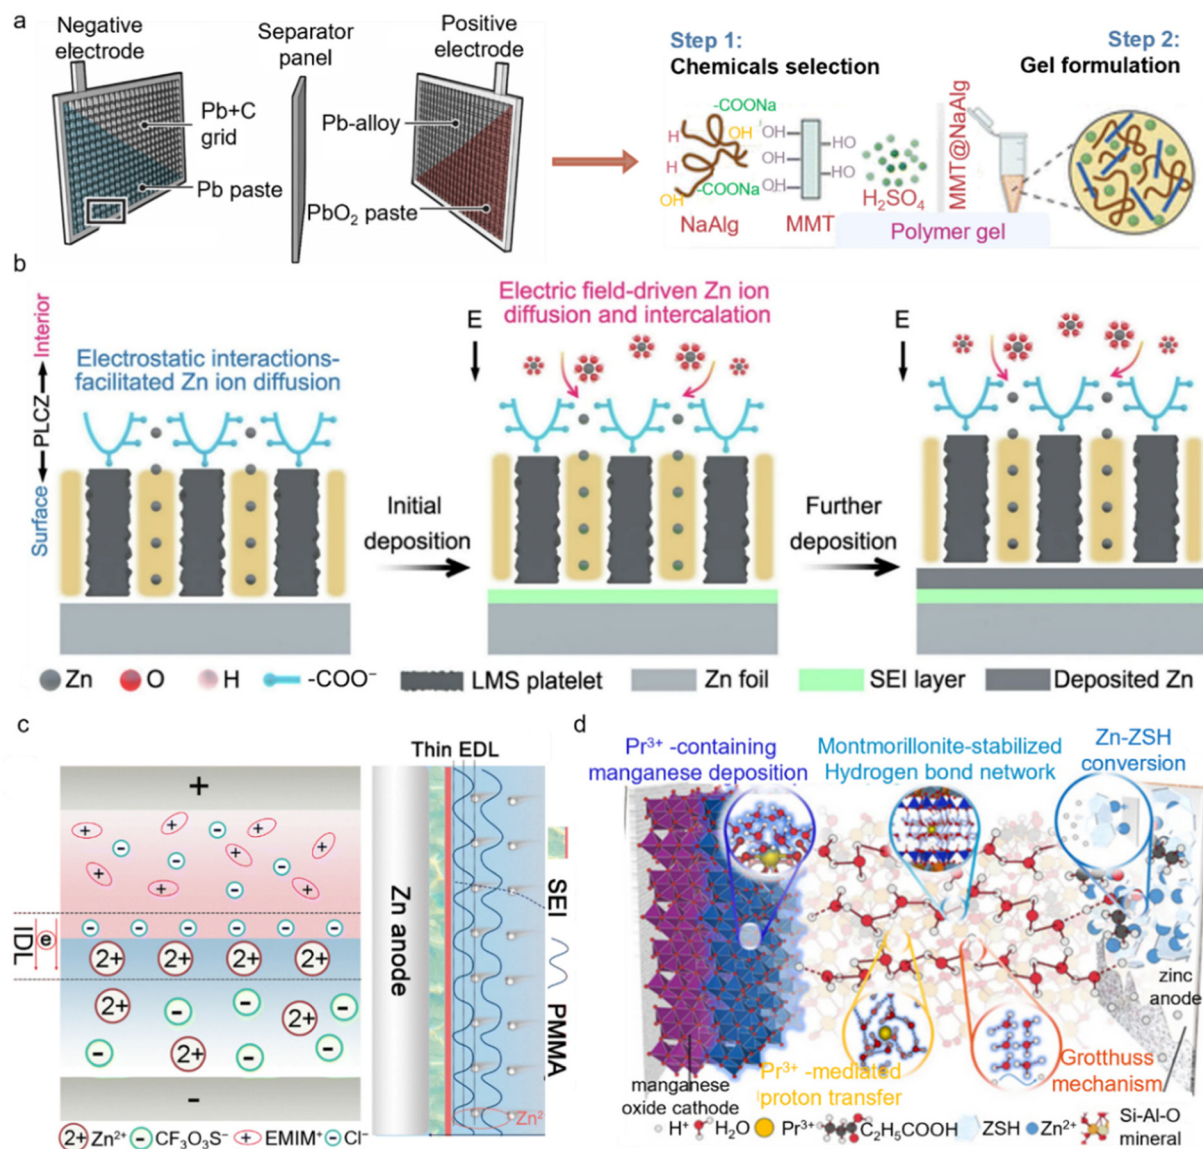 a
Negative
electrode
Separator
panel
Positive
electrode
Pb+C
grid
Pb-alloy
Pb paste
PbO₂ paste
Step 1:
Chemicals selection
Step 2:
Gel formulation
-COONa
H
OH
H
-COONa
OH
NaAlg
OH
OH
OH
HO
HO
MMT
H₂SO₄
MMT@NaAlg
Polymer gel
b
Surface
PLCZ
Interior
Electrostatic interactions-
facilitated Zn ion diffusion
Initial
deposition
E
Electric field-driven Zn ion
diffusion and intercalation
Further
deposition
E
Zn
O
H
-COO⁻
LMS platelet
Zn foil
SEI layer
Deposited Zn
c
+
+ + + + + + +
- - - -
IDL
e
- - - - - -
2+ 2+ 2+ 2+
2+ - - 2+ -
- 2+ - -
-
2+ Zn²⁺ - CF₃O₃S⁻ + EMIM⁺ - Cl⁻
Thin EDL
Zn anode
SEI
PMMA
Zn²
d
Pr³⁺ -containing
manganese deposition
Montmorillonite-stabilized
Hydrogen bond network
Zn-ZSH
conversion
zinc
anode
manganese
oxide cathode
Pr³⁺ -mediated
proton transfer
Grotthuss
mechanism
H⁺
H₂O
Pr³⁺
C₂H₅COOH
ZSH
Zn²⁺
Si-Al-O
mineral